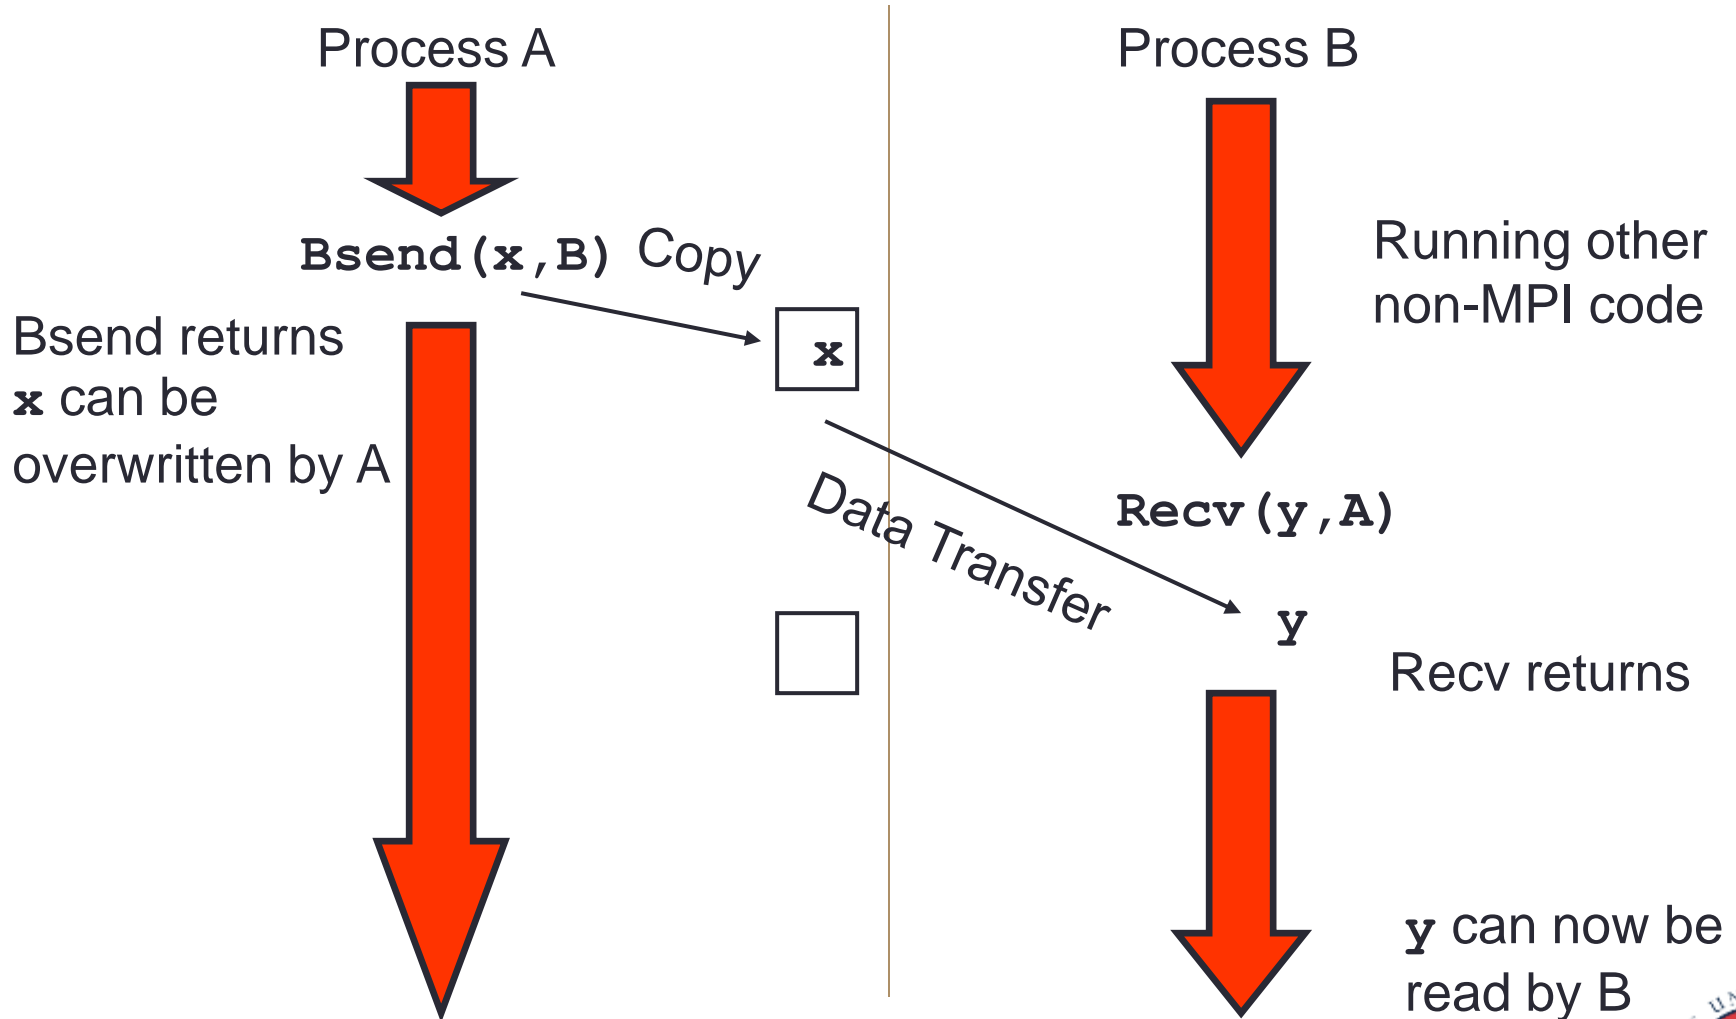 Process A
Process B
Bsend(x,B)
Copy
Running other
non-MPI code
Bsend returns
x can be
overwritten by A
x
Data Transfer
Recv(y,A)
y
Recv returns
y can now be
read by B